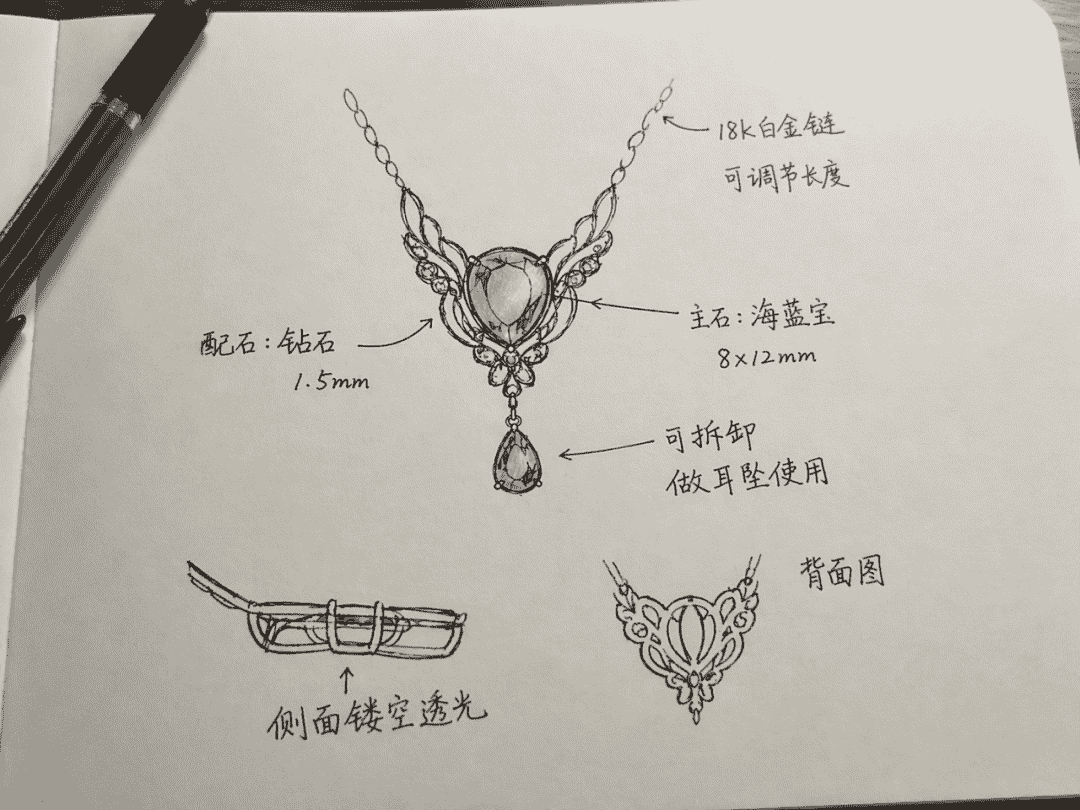 18K白金链
可调节长度
主石：海蓝宝
8×12mm
配石：钻石
1.5mm
可拆卸
做耳坠使用
背面图
侧面镂空透光